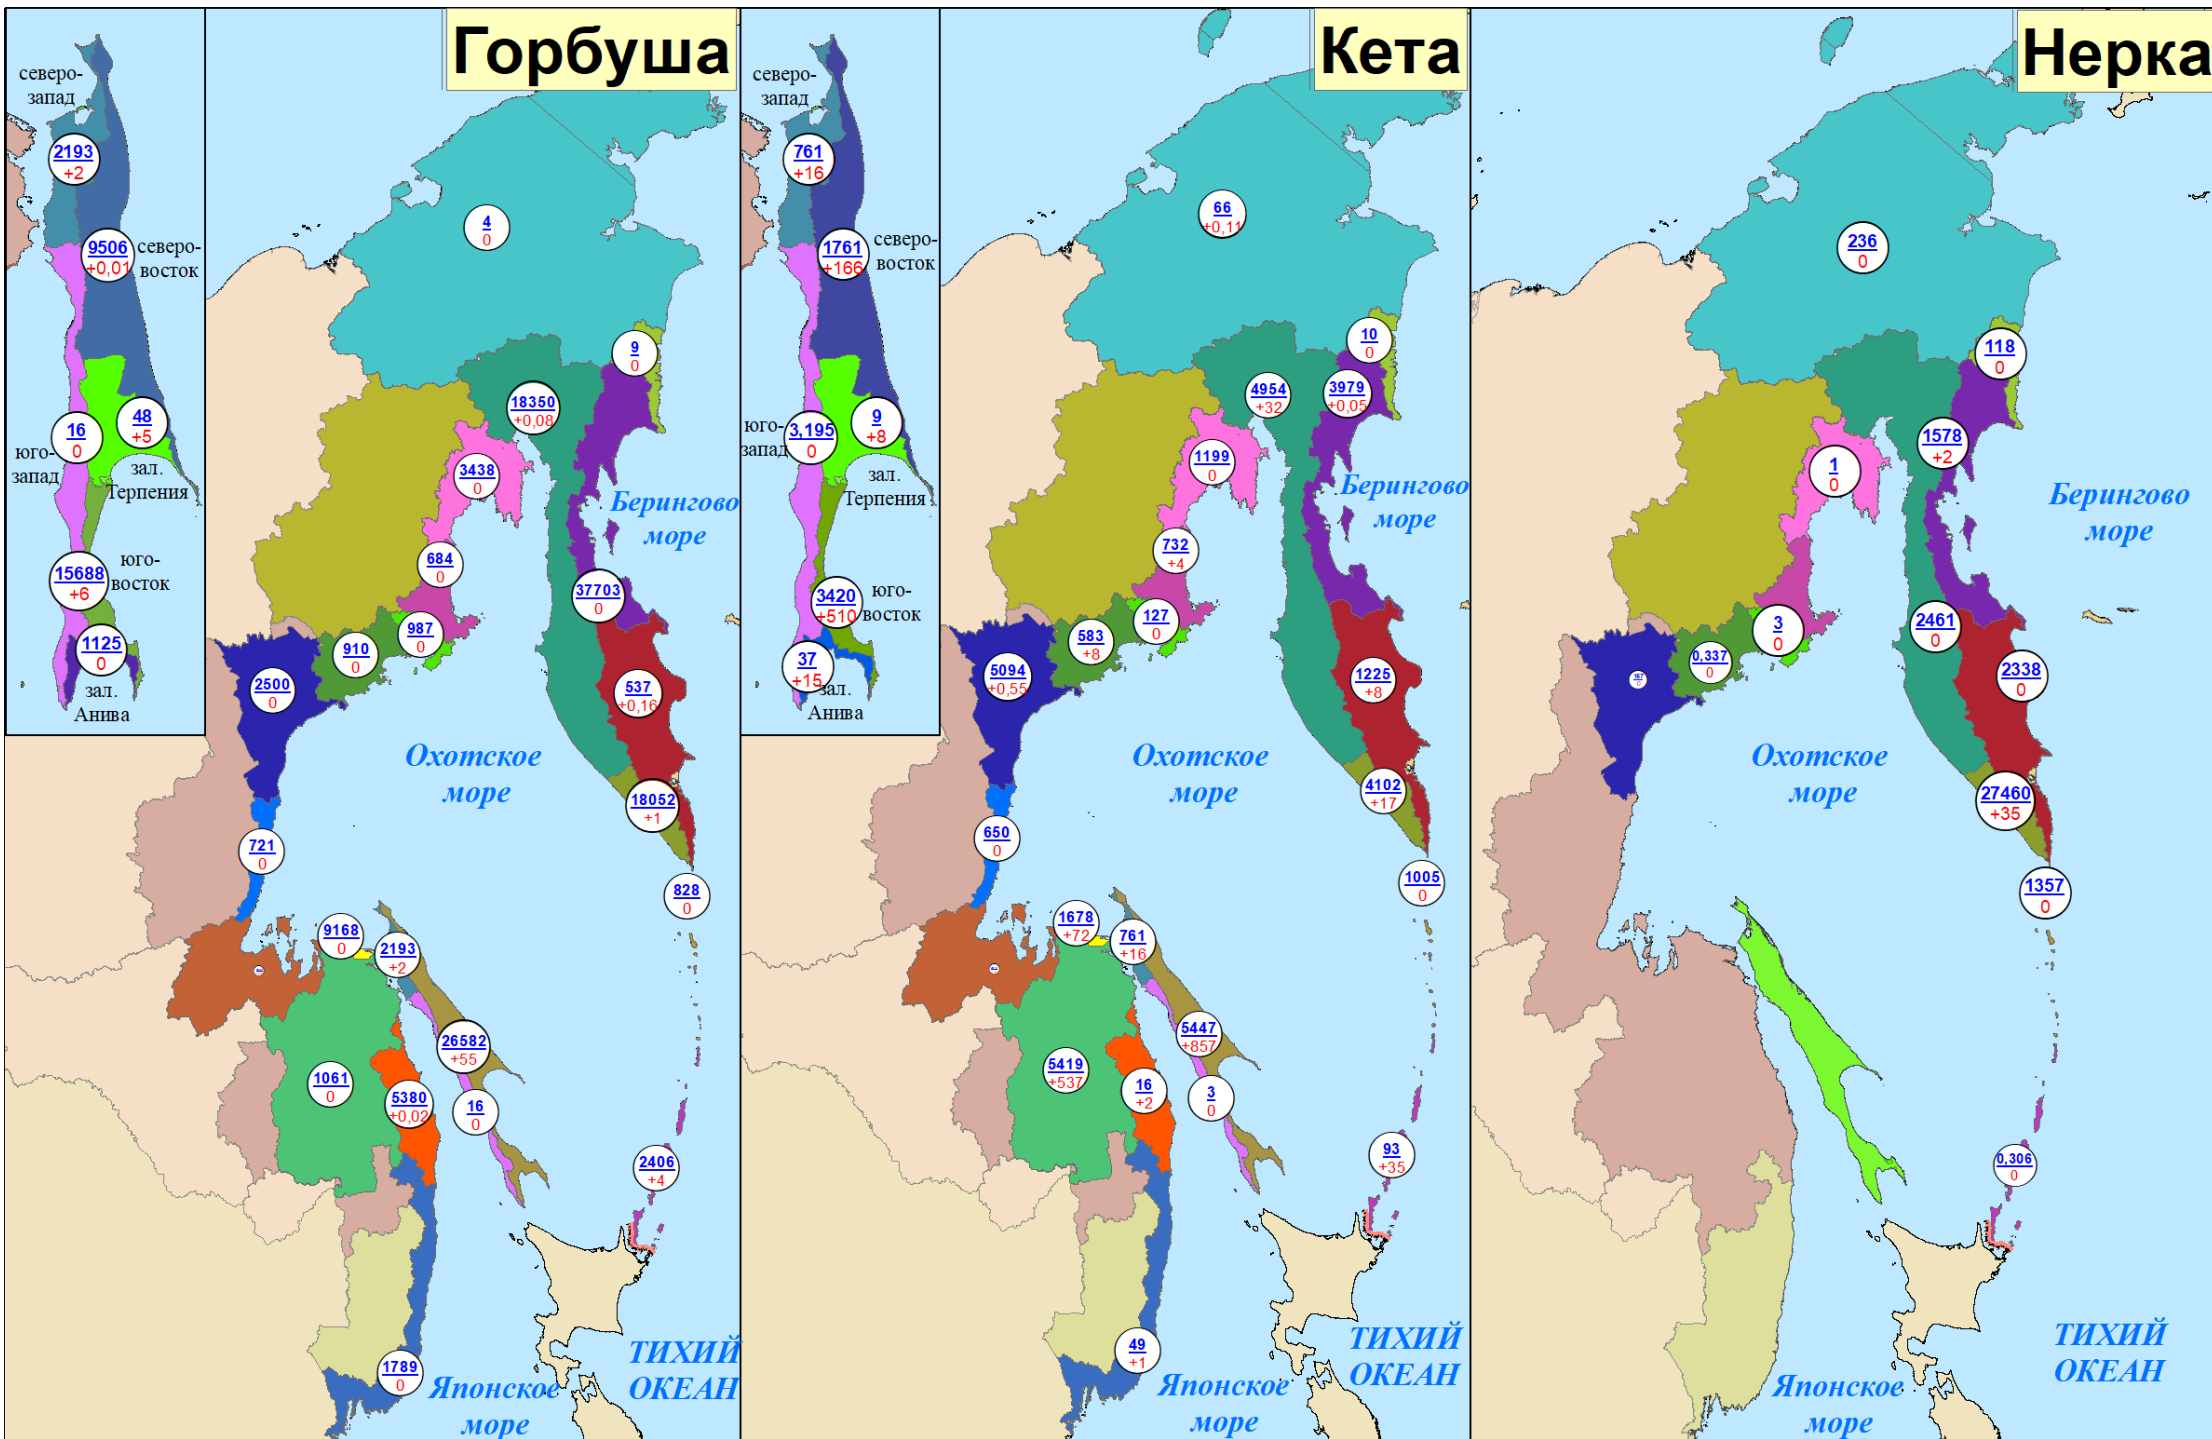 Горбуша
северо-
запад
2193
+2
9506
+0,01
северо-
восток
48
+5
16
0
юго-
запад
зал.
Терпения
15688
+6
юго-
восток
1125
0
зал.
Анива
4
0
9
0
18350
+0,08
3438
0
Берингово
море
684
0
37703
0
987
0
910
0
2500
0
537
+0,16
Охотское
море
18052
+1
721
0
828
0
9168
0
2193
+2
26582
+55
1061
0
5380
+0,02
16
0
2406
+4
1789
0
ТИХИЙ
ОКЕАН
Японское
море
Кета
северо-
запад
761
+16
1761
+166
северо-
восток
9
+8
3,195
0
юго-
запад
зал.
Терпения
3420
+510
юго-
восток
37
+15
зал.
Анива
66
+0,11
10
0
4954
+32
3979
+0,05
1199
0
Берингово
море
732
+4
127
0
583
+8
5094
+0,55
1225
+8
Охотское
море
4102
+17
650
0
1005
0
1678
+72
761
+16
5447
+857
5419
+537
16
+2
3
0
93
+35
49
+1
ТИХИЙ
ОКЕАН
Японское
море
Нерка
236
0
118
0
1578
+2
1
0
Берингово
море
2461
0
3
0
0,337
0
2338
0
Охотское
море
27460
+35
1357
0
0,306
0
ТИХИЙ
ОКЕАН
Японское
море